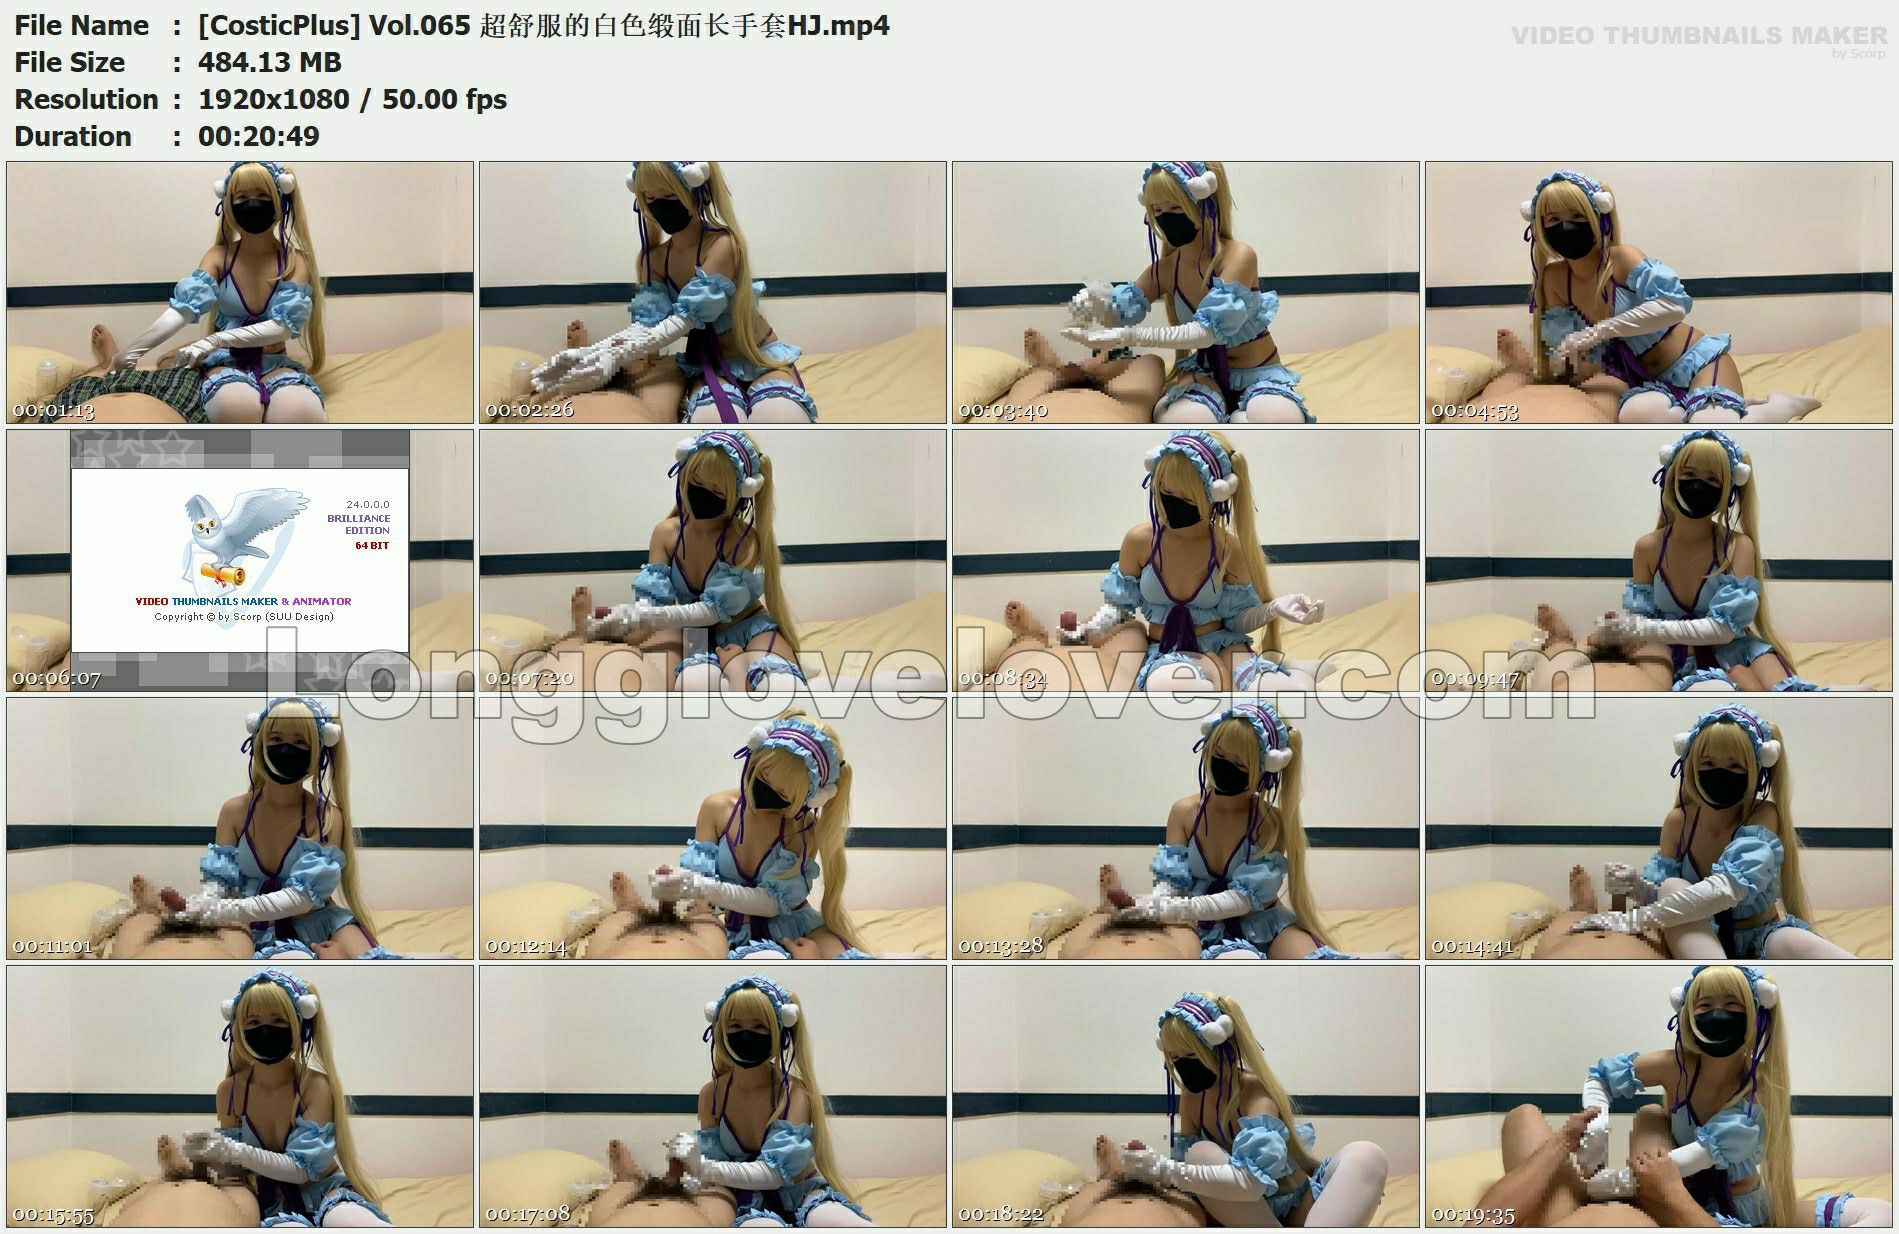 File Name : [CosticPlus] Vol.065 超舒服的白色缎面长手套HJ.mp4
VIDEO THUMBNAILS MAKER
by Scorp
File Size : 484.13 MB
Resolution : 1920x1080 / 50.00 fps
Duration : 00:20:49
00:01:13
00:02:26
00:03:40
00:04:53
24.0.0.0
BRILLIANCE
EDITION
64 BIT
VIDEO THUMBNAILS MAKER & ANIMATOR
Copyright © by Scorp (SUU Design)
00:06:07
00:07:20
00:08:34
00:09:47
Longglovelover.com
00:11:01
00:12:14
00:13:28
00:14:41
00:15:55
00:17:08
00:18:22
00:19:35